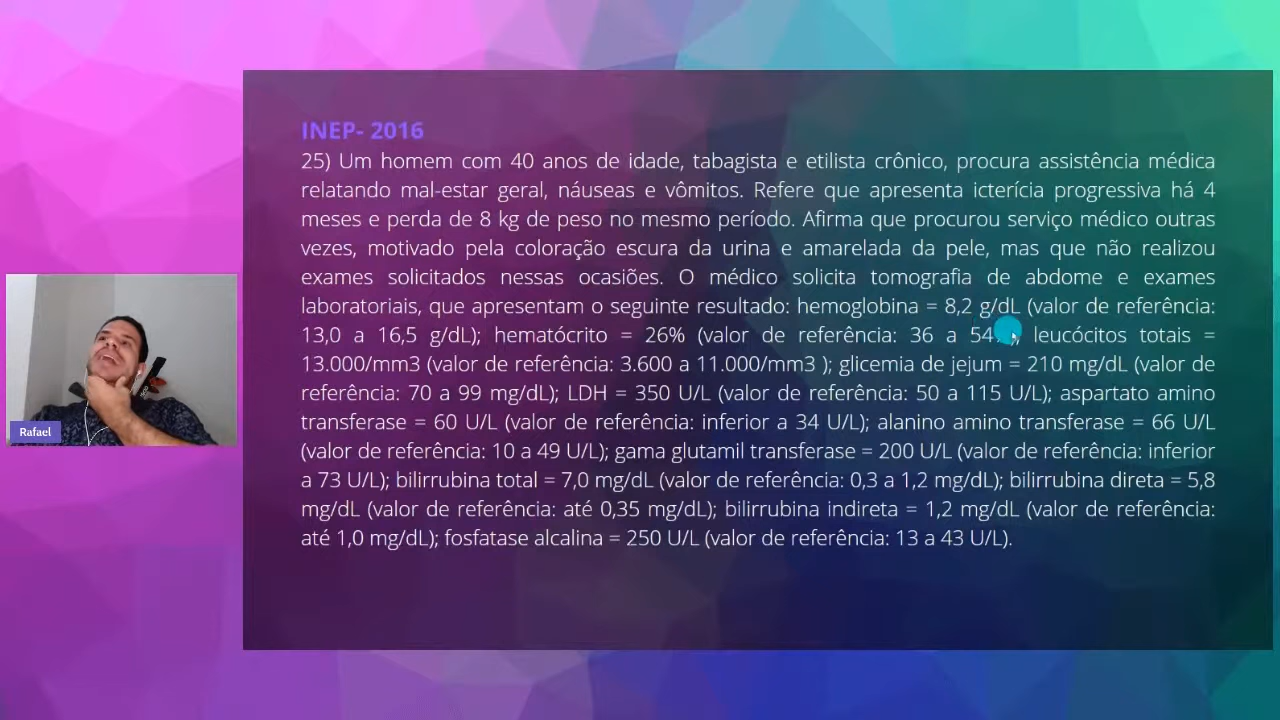 INEP- 2016
25) Um homem com 40 anos de idade, tabagista e etilista crônico, procura assistência médica
relatando mal-estar geral, náuseas e vômitos. Refere que apresenta icterícia progressiva há 4
meses e perda de 8 kg de peso no mesmo período. Afirma que procurou serviço médico outras
vezes, motivado pela coloração escura da urina e amarelada da pele, mas que não realizou
exames solicitados nessas ocasiões. O médico solicita tomografia de abdome e exames
laboratoriais, que apresentam o seguinte resultado: hemoglobina = 8,2 g/dL (valor de referência:
13,0 a 16,5 g/dL); hematócrito = 26% (valor de referência: 36 a 54 leucócitos totais =
13.000/mm3 (valor de referência: 3.600 a 11.000/mm3 ); glicemia de jejum = 210 mg/dL (valor de
referência: 70 a 99 mg/dL); LDH = 350 U/L (valor de referência: 50 a 115 U/L); aspartato amino
transferase = 60 U/L (valor de referência: inferior a 34 U/L); alanino amino transferase = 66 U/L
(valor de referência: 10 a 49 U/L); gama glutamil transferase = 200 U/L (valor de referência: inferior
a 73 U/L); bilirrubina total = 7,0 mg/dL (valor de referência: 0,3 a 1,2 mg/dL); bilirrubina direta = 5,8
mg/dL (valor de referência: até 0,35 mg/dL); bilirrubina indireta = 1,2 mg/dL (valor de referência:
até 1,0 mg/dL); fosfatase alcalina = 250 U/L (valor de referência: 13 a 43 U/L).
Rafael